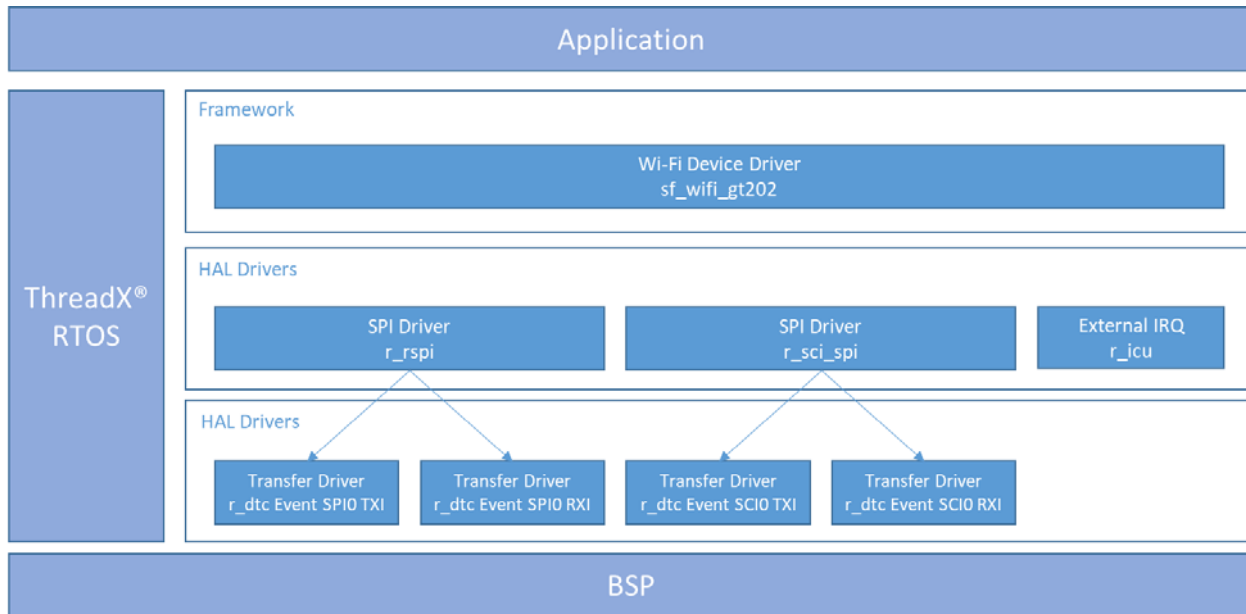 Application
ThreadX®
RTOS
Framework
Wi-Fi Device Driver
sf_wifi_gt202
HAL Drivers
SPI Driver
r_rspi
SPI Driver
r_sci_spi
External IRQ
r_icu
HAL Drivers
Transfer Driver
r_dtc Event SPI0 TXI
Transfer Driver
r_dtc Event SPI0 RXI
Transfer Driver
r_dtc Event SCI0 TXI
Transfer Driver
r_dtc Event SCI0 RXI
BSP